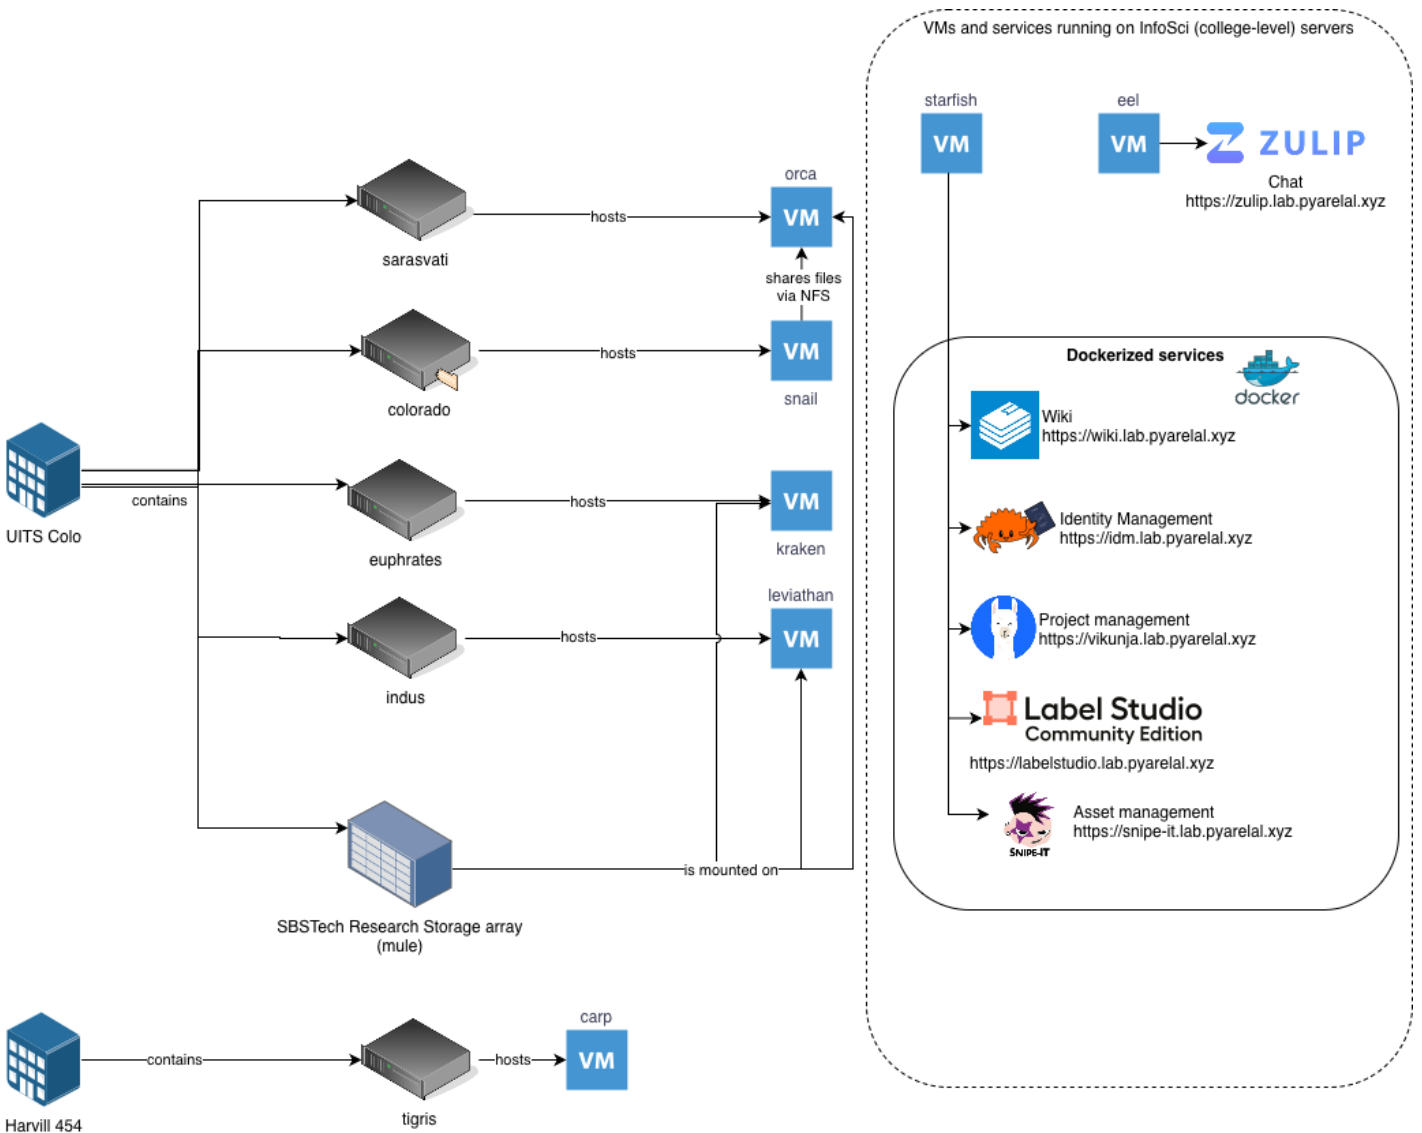 VMs and services running on InfoSci (college-level) servers
starfish
VM
eel
VM
ZULIP
Chat
https://zulip.lab.pyarelal.xyz
sarasvati
hosts
orca
VM
shares files
via NFS
colorado
hosts
VM
snail
UITS Colo
contains
euphrates
hosts
VM
kraken
indus
hosts
leviathan
VM
SBSTech Research Storage array
(mule)
is mounted on
Dockerized services
docker
Wiki
https://wiki.lab.pyarelal.xyz
Identity Management
https://idm.lab.pyarelal.xyz
Project management
https://vikunja.lab.pyarelal.xyz
Label Studio
Community Edition
https://labelstudio.lab.pyarelal.xyz
SNIPE-IT
Asset management
https://snipe-it.lab.pyarelal.xyz
Harvill 454
contains
tigris
hosts
carp
VM